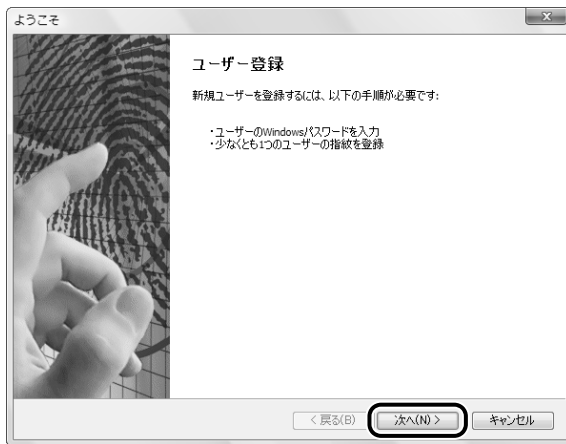 ようこそ
ユーザー登録
新規ユーザーを登録するには、以下の手順が必要です:
・ユーザーのWindowsパスワードを入力
・少なくとも1つのユーザーの指紋を登録
< 戻る(B) 次へ(N) > キャンセル